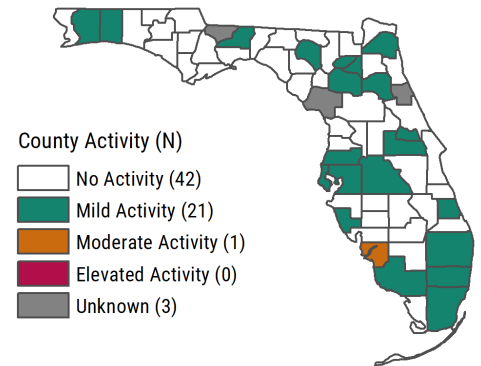 County Activity (N)
No Activity (42)
Mild Activity (21)
Moderate Activity (1)
Elevated Activity (0)
Unknown (3)